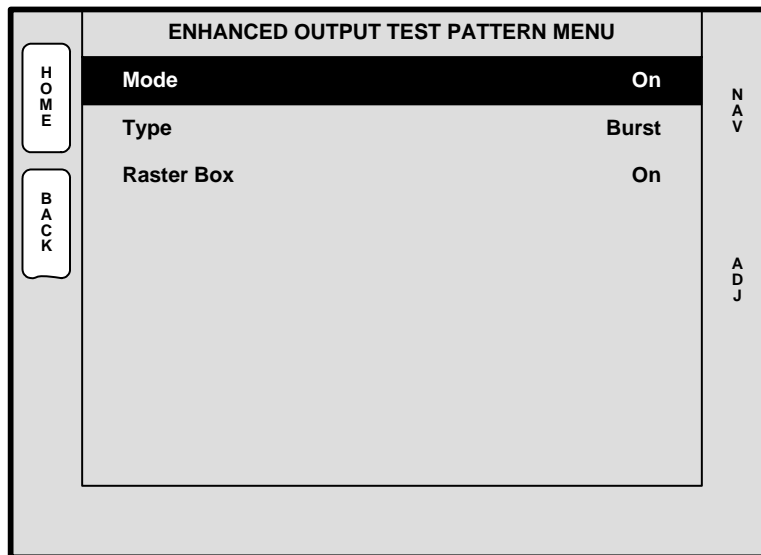 ENHANCED OUTPUT TEST PATTERN MENU
HOME
BACK
Mode On
Type Burst
Raster Box On
NAV
ADJ